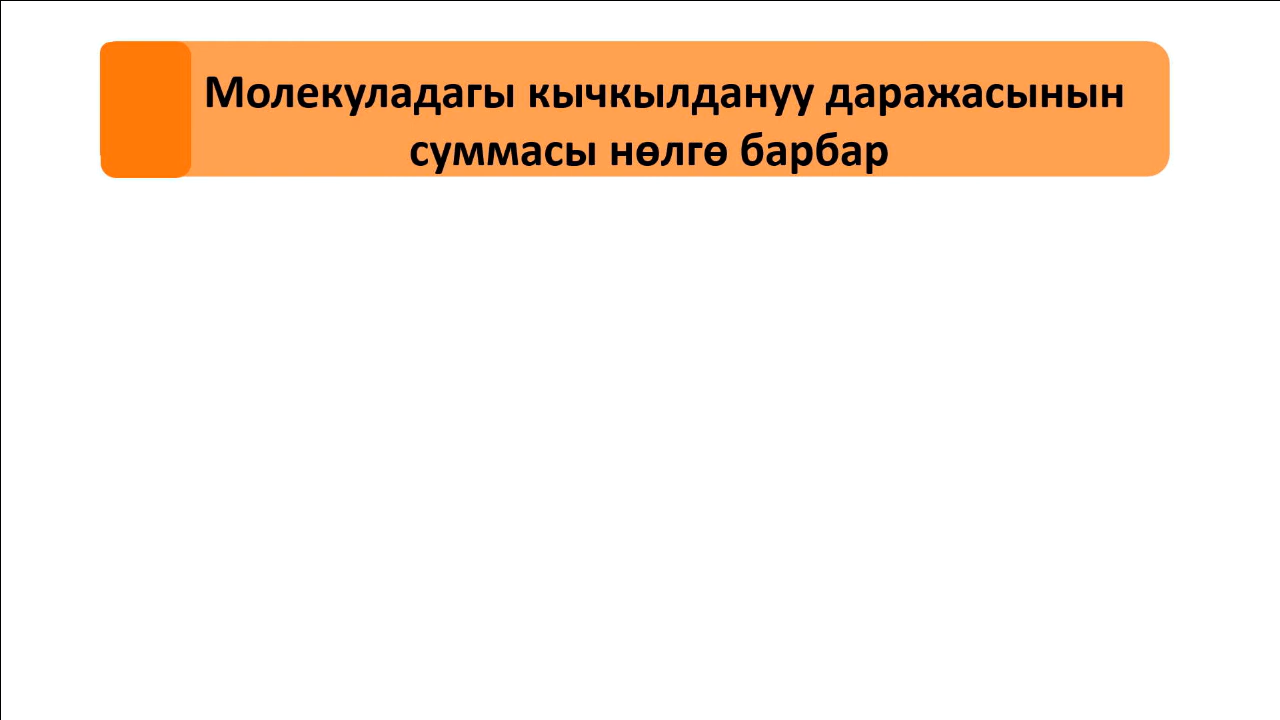 Молекуладагы кычкылдануу даражасынын
суммасы нөлгө барбар